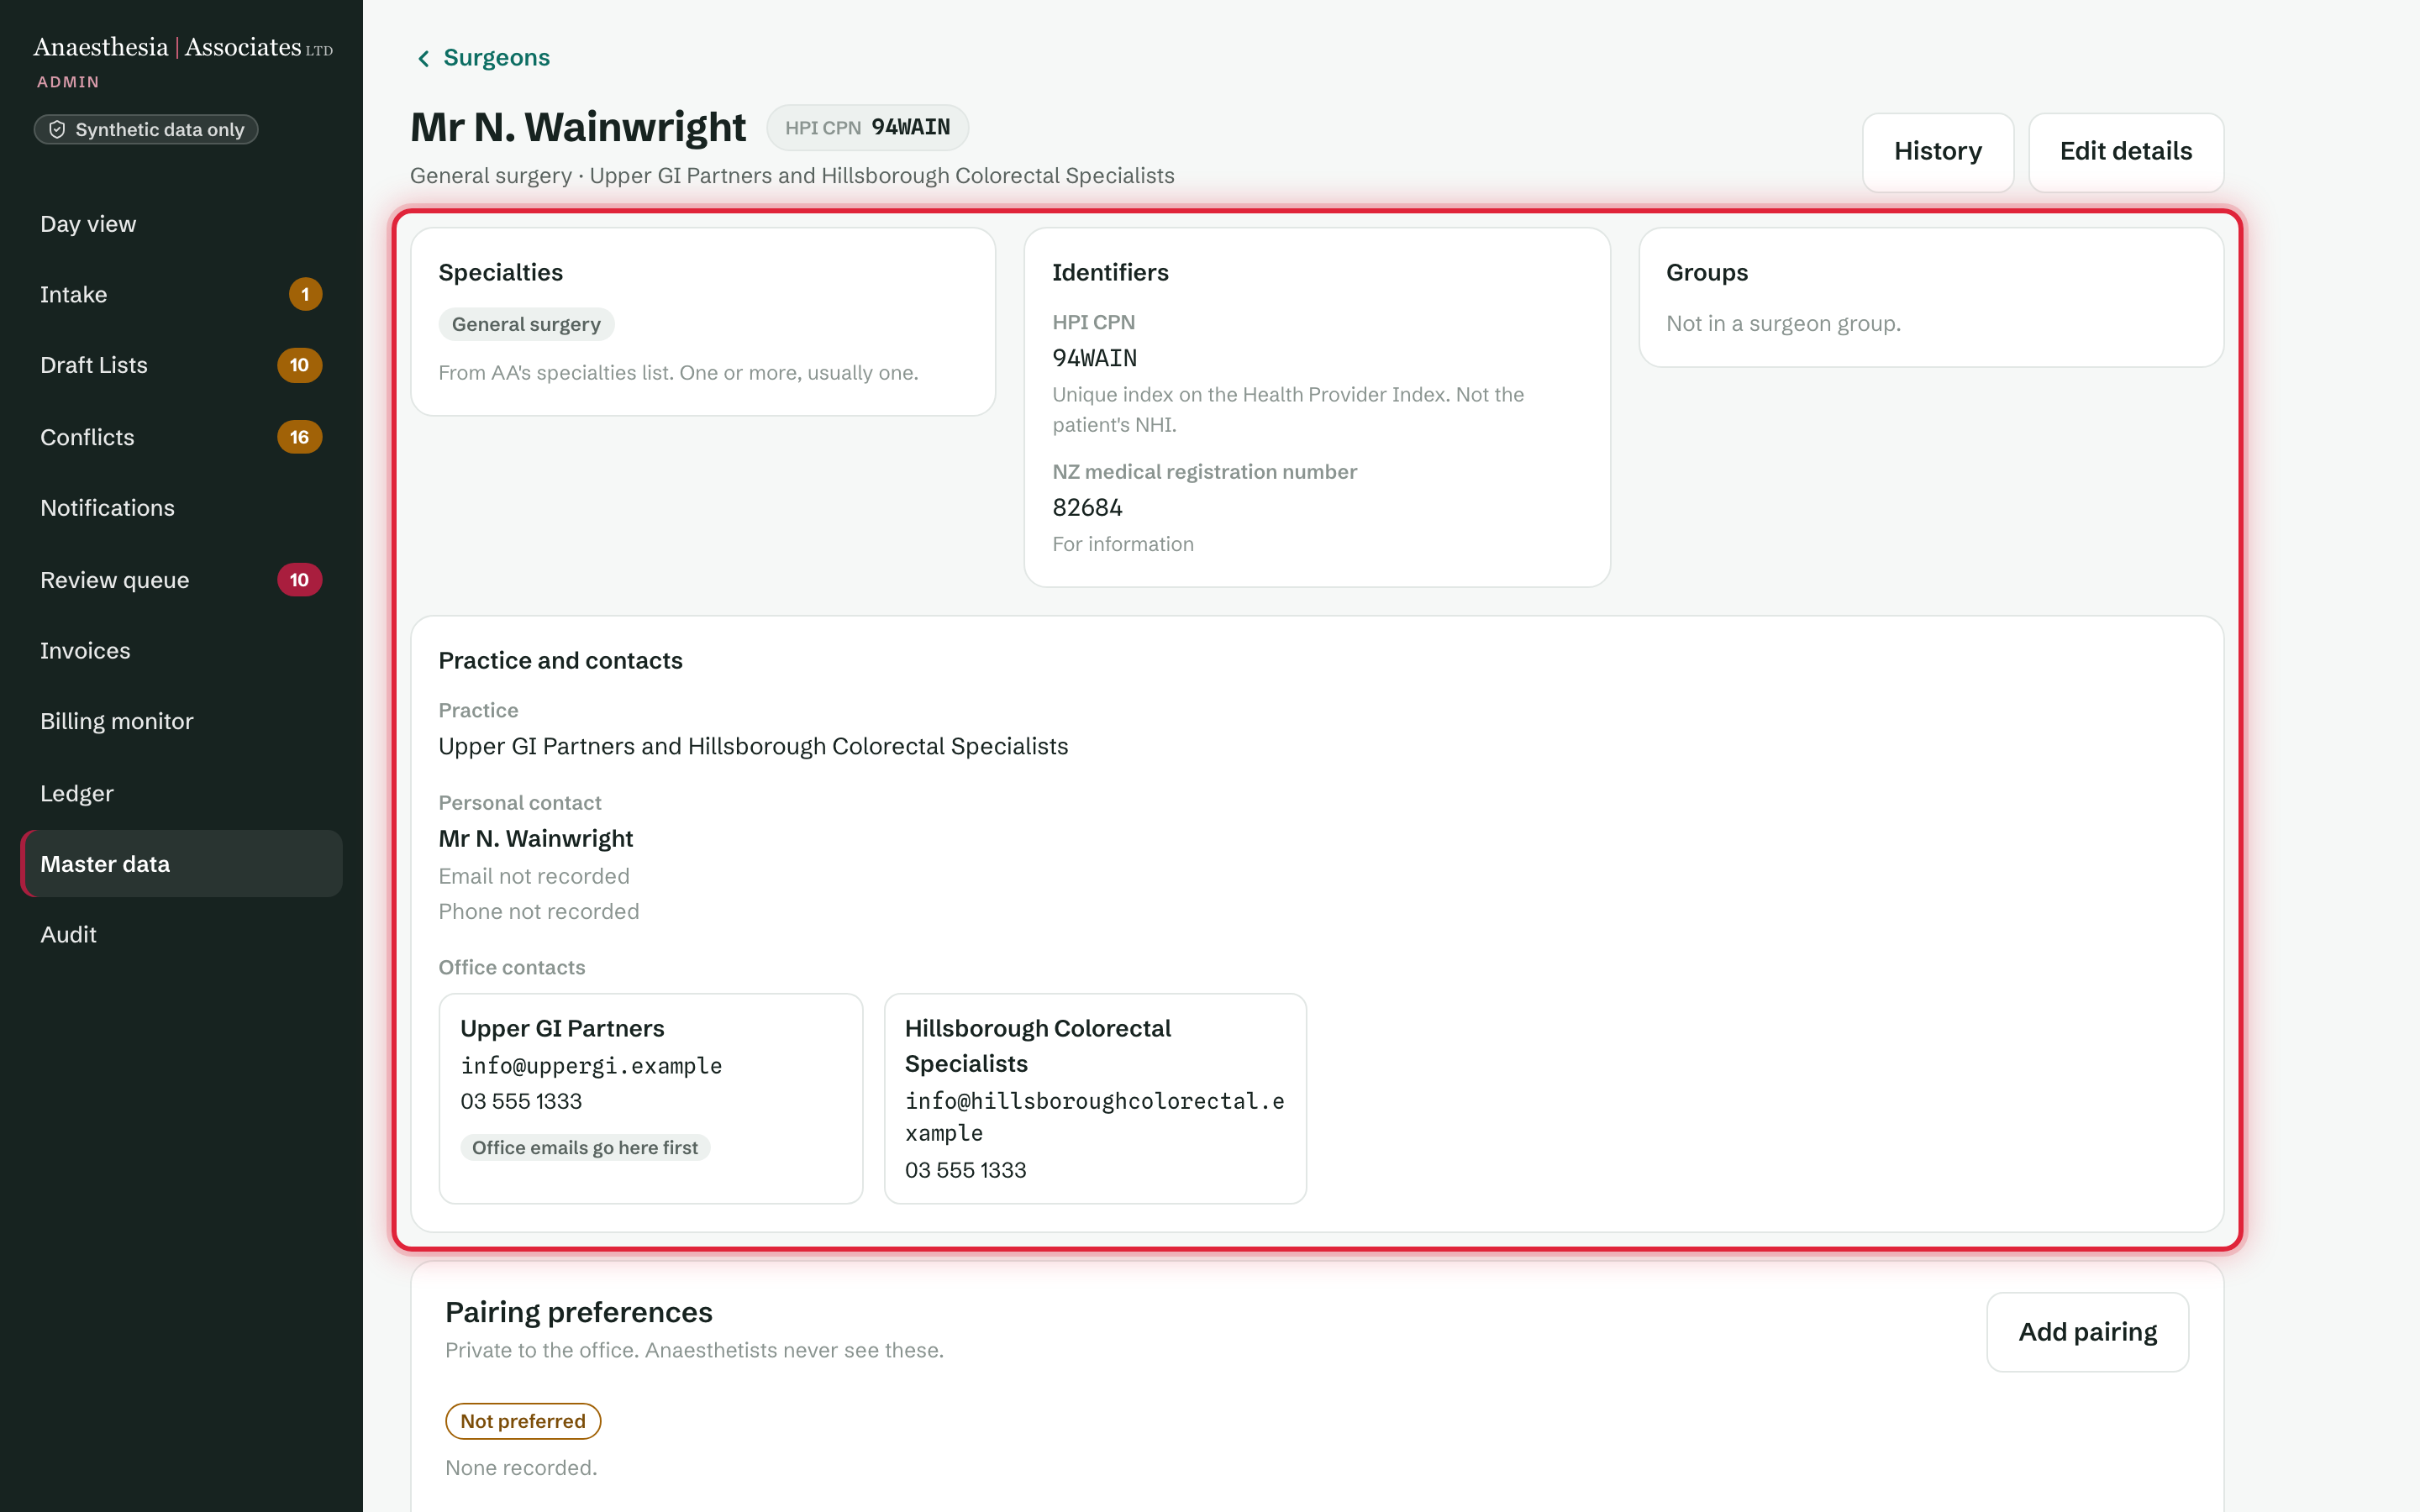 Anaesthesia | Associates LTD
ADMIN
Synthetic data only
Day view
Intake 1
Draft Lists 10
Conflicts 16
Notifications
Review queue 10
Invoices
Billing monitor
Ledger
Master data
Audit
Surgeons
Mr N. Wainwright HPI CPN 94WAIN
General surgery · Upper GI Partners and Hillsborough Colorectal Specialists
History
Edit details
Specialties
General surgery
From AA's specialties list. One or more, usually one.
Identifiers
HPI CPN
94WAIN
Unique index on the Health Provider Index. Not the
patient's NHI.
NZ medical registration number
82684
For information
Groups
Not in a surgeon group.
Practice and contacts
Practice
Upper GI Partners and Hillsborough Colorectal Specialists
Personal contact
Mr N. Wainwright
Email not recorded
Phone not recorded
Office contacts
Upper GI Partners
info@uppergi.example
03 555 1333
Office emails go here first
Hillsborough Colorectal
Specialists
info@hillsboroughcolorectal.e
xample
03 555 1333
Pairing preferences
Private to the office. Anaesthetists never see these.
Add pairing
Not preferred
None recorded.